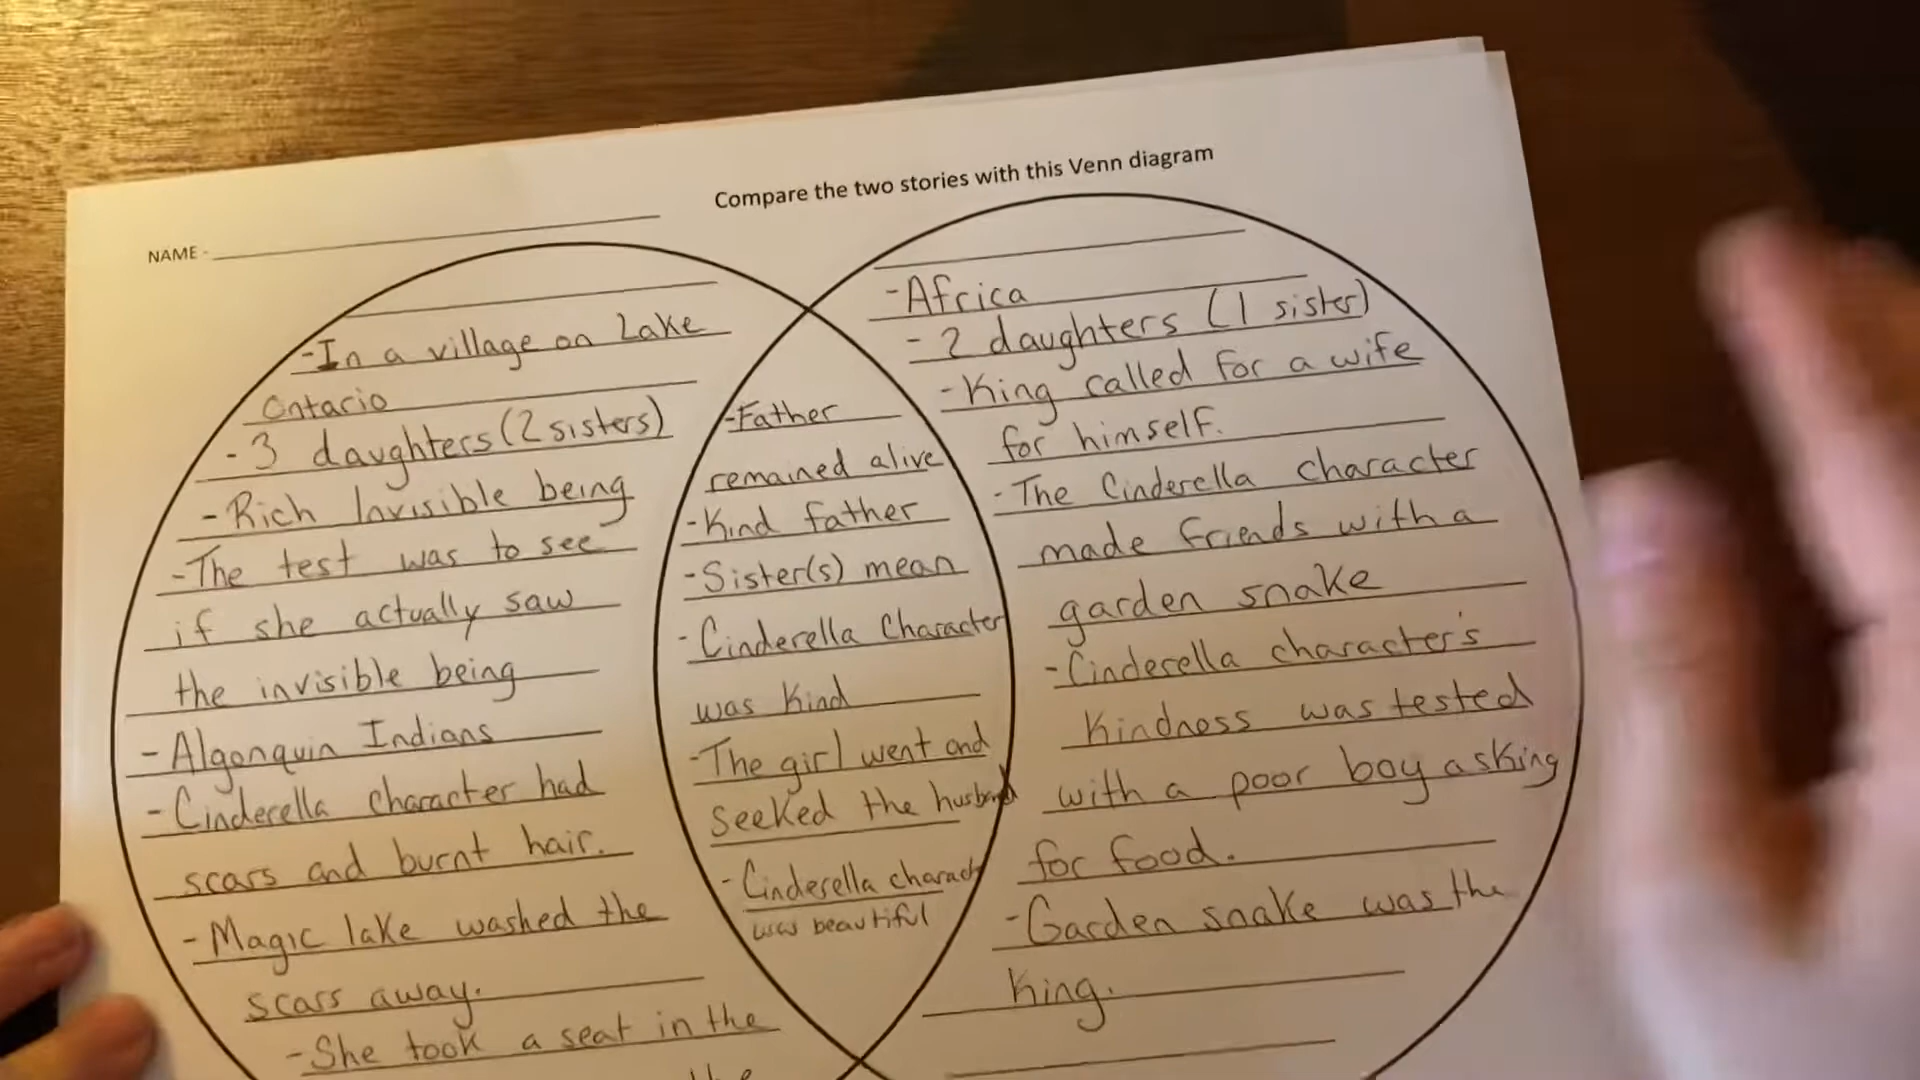 Compare the two stories with this Venn diagram
NAME -
-In a village on Lake
Ontario
- 3 daughters (2 sisters)
- Rich Invisible being
-The test was to see
if she actually saw
the invisible being
- Algonquin Indians
- Cinderella character had
scars and burnt hair.
- Magic lake washed the
scars away.
- She took a seat in the
the
-Father
remained alive
-Kind father
-Sister(s) mean
-Cinderella Character
was kind
-The girl went and
seeked the husband
-Cinderella charact
was beautiful
-Africa
- 2 daughters (1 sister)
-King called for a wife
for himself.
-The Cinderella character
made friends with a
garden snake
-Cinderella character's
kindness was tested
with a poor boy asking
for food.
-Garden snake was the
king.